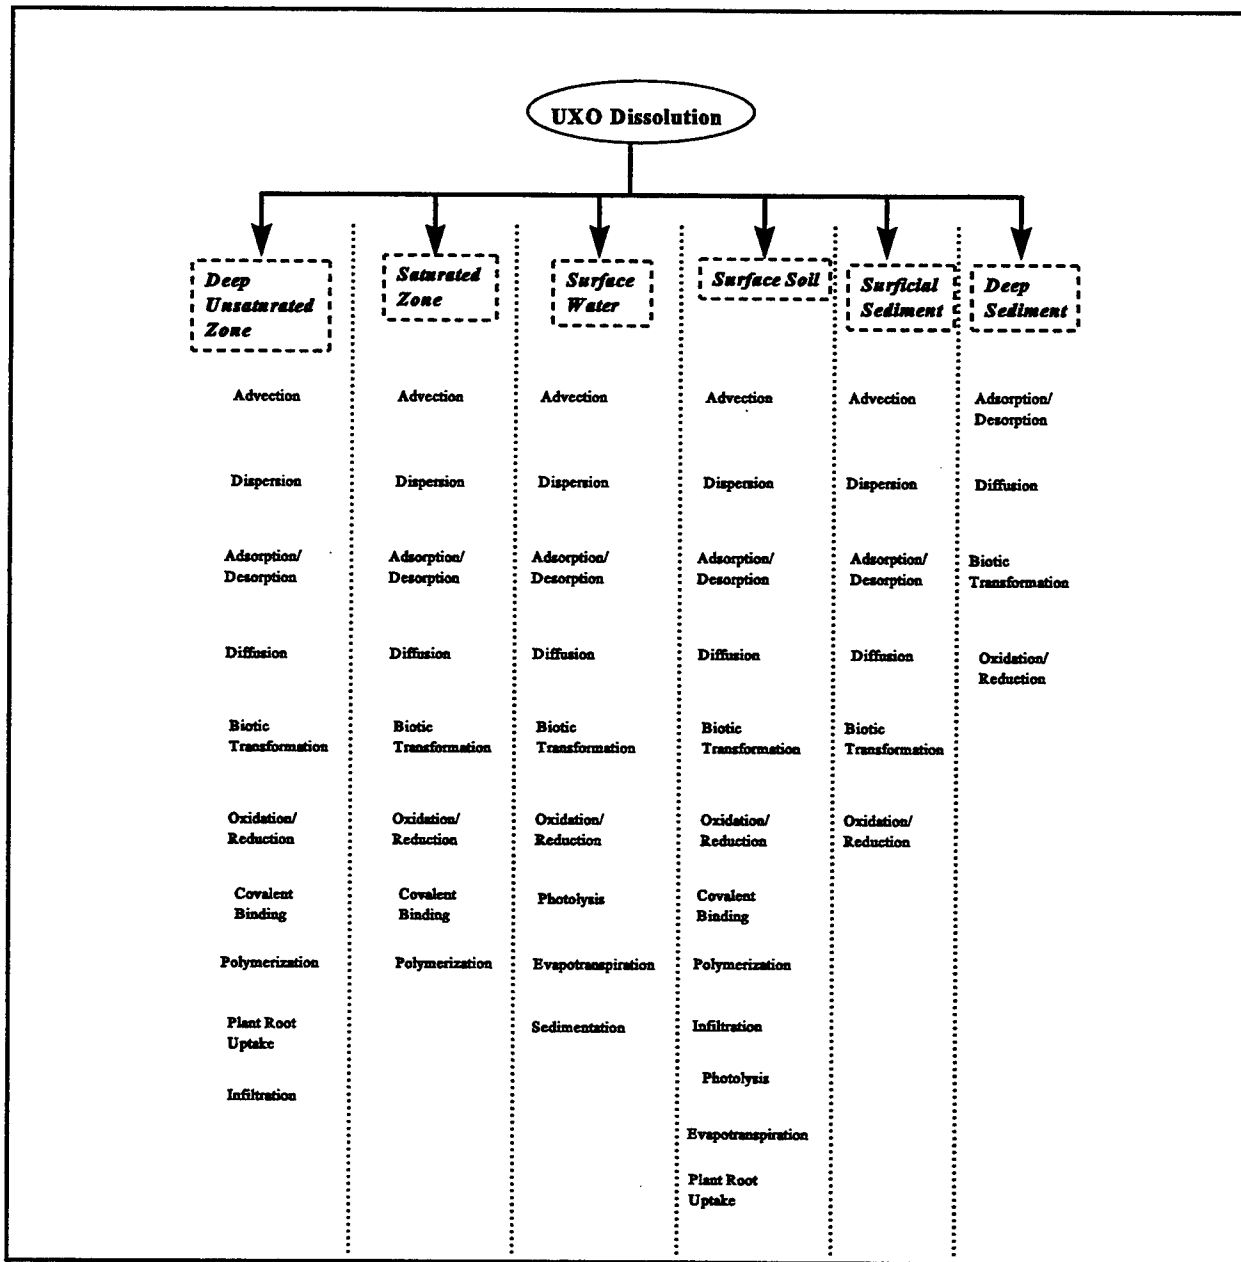 UXO Dissolution
Deep
Unsaturated
Zone
Advection
Dispersion
Adsorption/
Desorption
Diffusion
Biotic
Transformation
Oxidation/
Reduction
Covalent
Binding
Polymerization
Plant Root
Uptake
Infiltration
Saturated
Zone
Advection
Dispersion
Adsorption/
Desorption
Diffusion
Biotic
Transformation
Oxidation/
Reduction
Covalent
Binding
Polymerization
Surface
Water
Advection
Dispersion
Adsorption/
Desorption
Diffusion
Biotic
Transformation
Oxidation/
Reduction
Photolysis
Evapotranspiration
Sedimentation
Surface Soil
Advection
Dispersion
Adsorption/
Desorption
Diffusion
Biotic
Transformation
Oxidation/
Reduction
Covalent
Binding
Polymerization
Infiltration
Photolysis
Evapotranspiration
Plant Root
Uptake
Surficial
Sediment
Advection
Dispersion
Adsorption/
Desorption
Diffusion
Biotic
Transformation
Oxidation/
Reduction
Deep
Sediment
Adsorption/
Desorption
Diffusion
Biotic
Transformation
Oxidation/
Reduction